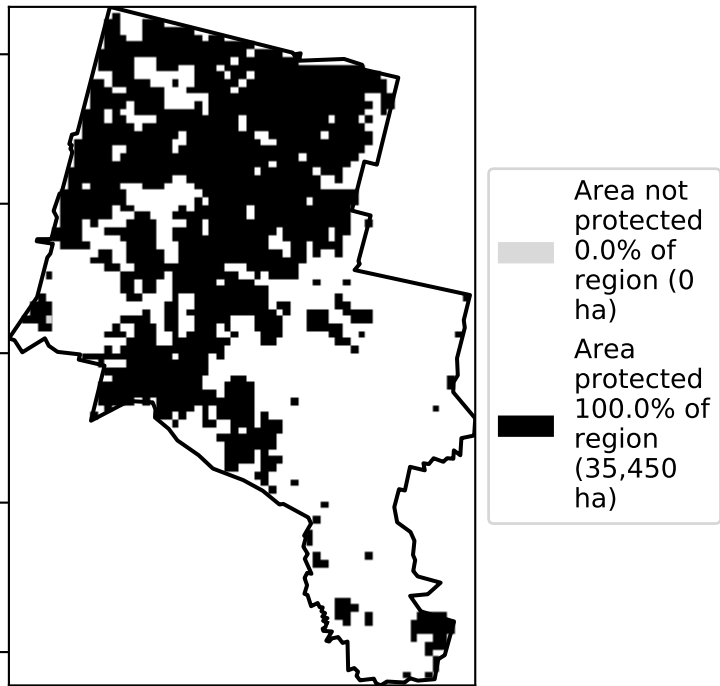 Area not
protected
0.0% of
region (0
ha)
Area
protected
100.0% of
region
(35,450
ha)